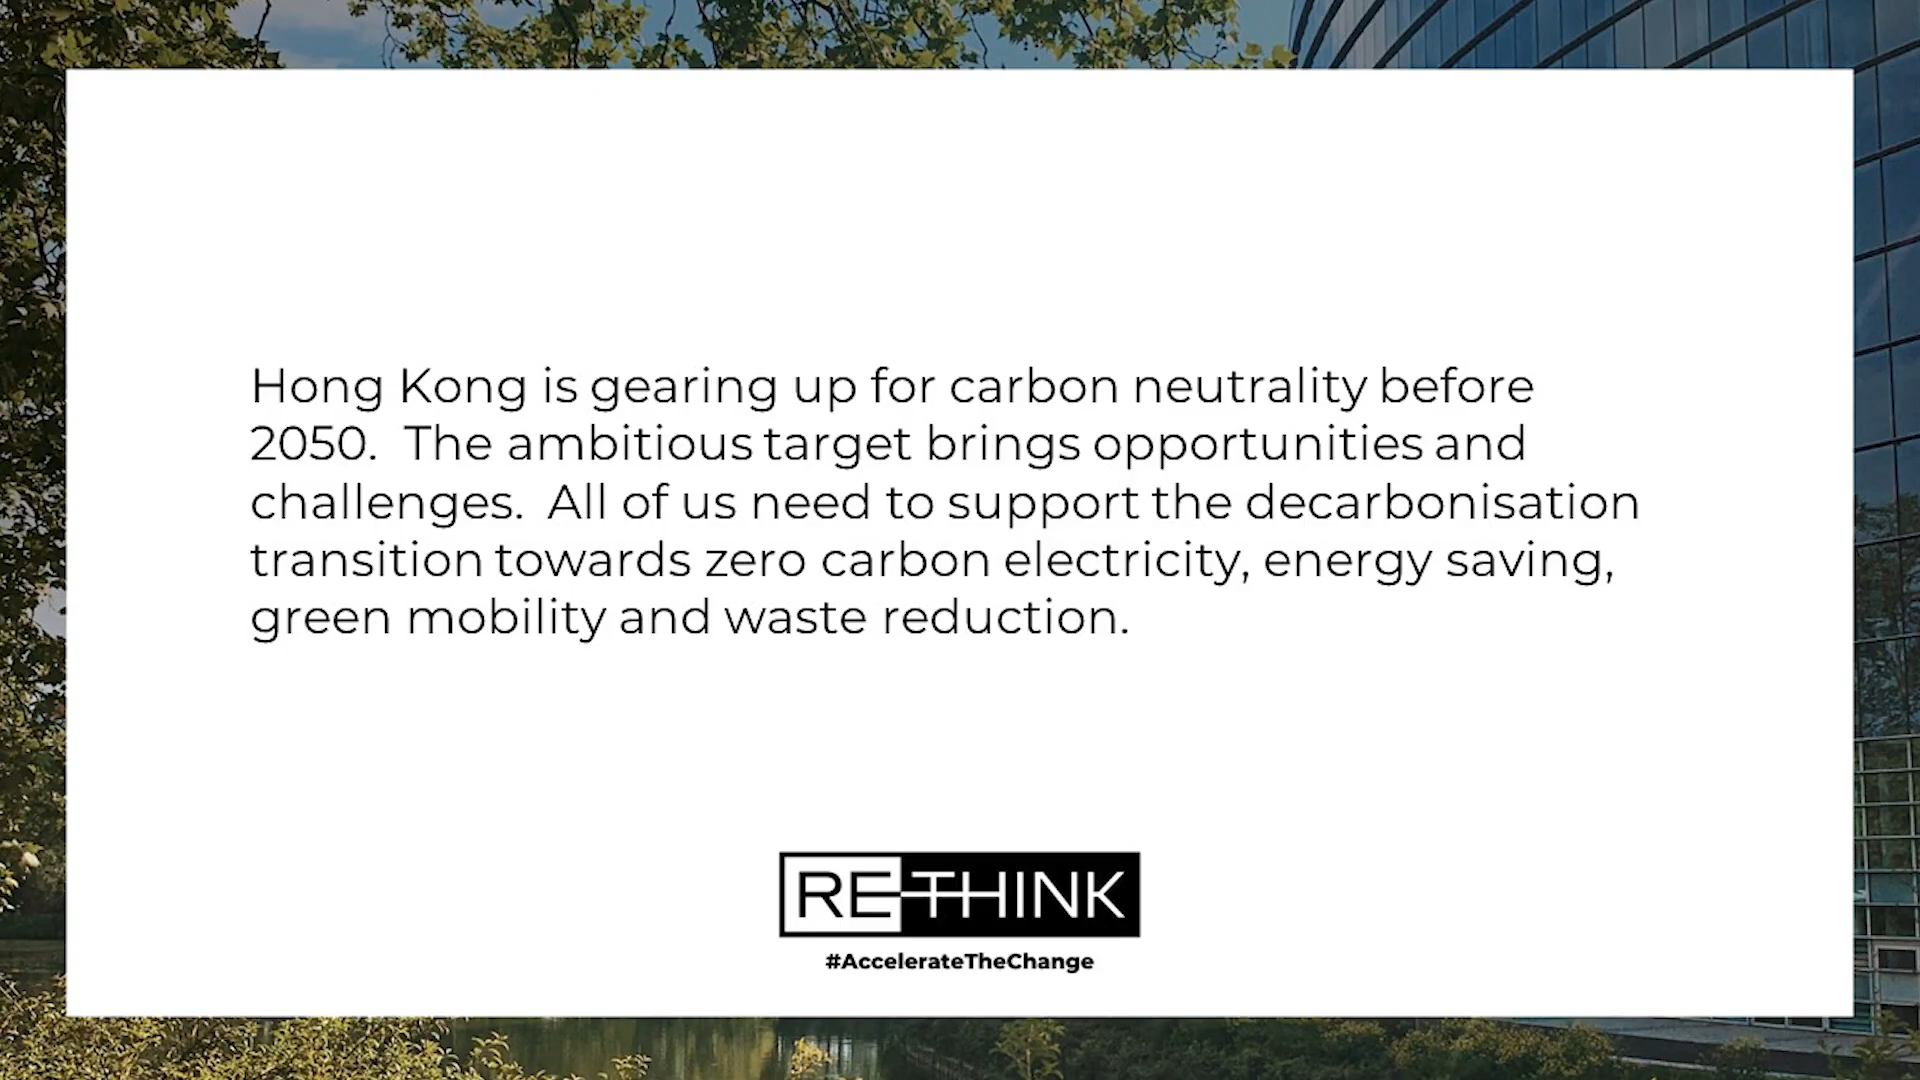 Hong Kong is gearing up for carbon neutrality before
2050.  The ambitious target brings opportunities and
challenges.  All of us need to support the decarbonisation
transition towards zero carbon electricity, energy saving,
green mobility and waste reduction.
RETHINK
#AccelerateTheChange